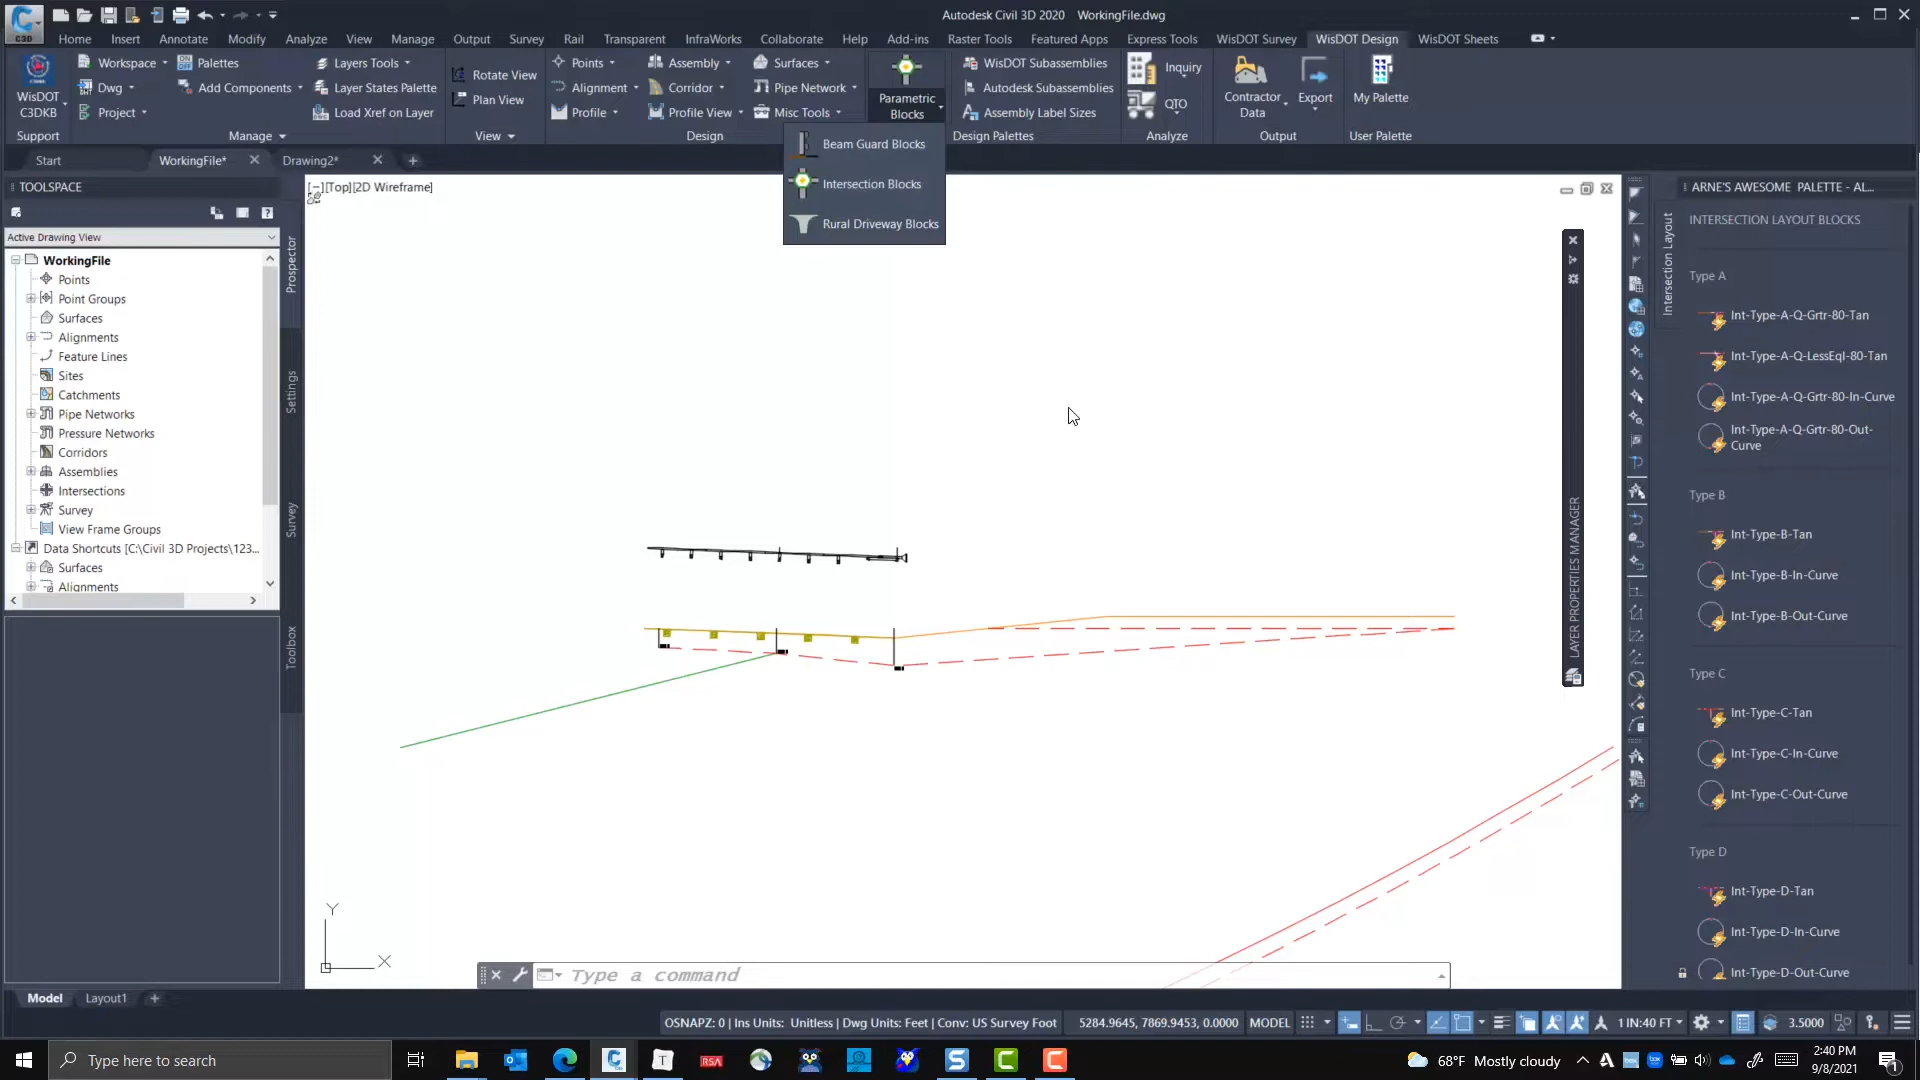 C3D
Autodesk Civil 3D 2020 WorkingFile.dwg
Home Insert Annotate Modify Analyze View Manage Output Survey Rail Transparent InfraWorks Collaborate Help Add-ins Raster Tools Featured Apps Express Tools WisDOT Survey WisDOT Design WisDOT Sheets
WisDOT
C3DKB
Support
Workspace
Dwg
Project
Palettes
Add Components
Layers Tools
Layer States Palette
Load Xref on Layer
Manage
Rotate View
Plan View
View
Points
Alignment
Profile
Assembly
Corridor
Profile View
Surfaces
Pipe Network
Misc Tools
Design
Parametric
Blocks
WisDOT Subassemblies
Autodesk Subassemblies
Assembly Label Sizes
Design Palettes
Inquiry
QTO
Analyze
Contractor
Data
Export
Output
My Palette
User Palette
Beam Guard Blocks
Intersection Blocks
Rural Driveway Blocks
Start WorkingFile* Drawing2*
TOOLSPACE
Active Drawing View
WorkingFile
Points
Point Groups
Surfaces
Alignments
Feature Lines
Sites
Catchments
Pipe Networks
Pressure Networks
Corridors
Assemblies
Intersections
Survey
View Frame Groups
Data Shortcuts [C:\Civil 3D Projects\123...
Surfaces
Alignments
Prospector
Settings
Survey
Toolbox
[−][Top][2D Wireframe]
LAYER PROPERTIES MANAGER
Y
X
Type a command
ARNE'S AWESOME PALETTE - AL...
Intersection Layout
INTERSECTION LAYOUT BLOCKS
Type A
Int-Type-A-Q-Grtr-80-Tan
Int-Type-A-Q-LessEql-80-Tan
Int-Type-A-Q-Grtr-80-In-Curve
Int-Type-A-Q-Grtr-80-Out-
Curve
Type B
Int-Type-B-Tan
Int-Type-B-In-Curve
Int-Type-B-Out-Curve
Type C
Int-Type-C-Tan
Int-Type-C-In-Curve
Int-Type-C-Out-Curve
Type D
Int-Type-D-Tan
Int-Type-D-In-Curve
Int-Type-D-Out-Curve
Model Layout1
OSNAPZ: 0 | Ins Units: Unitless | Dwg Units: Feet | Conv: US Survey Foot 5284.9645, 7869.9453, 0.0000 MODEL 1 IN:40 FT 3.5000
Type here to search
RSA
68°F Mostly cloudy
2:40 PM
9/8/2021
1